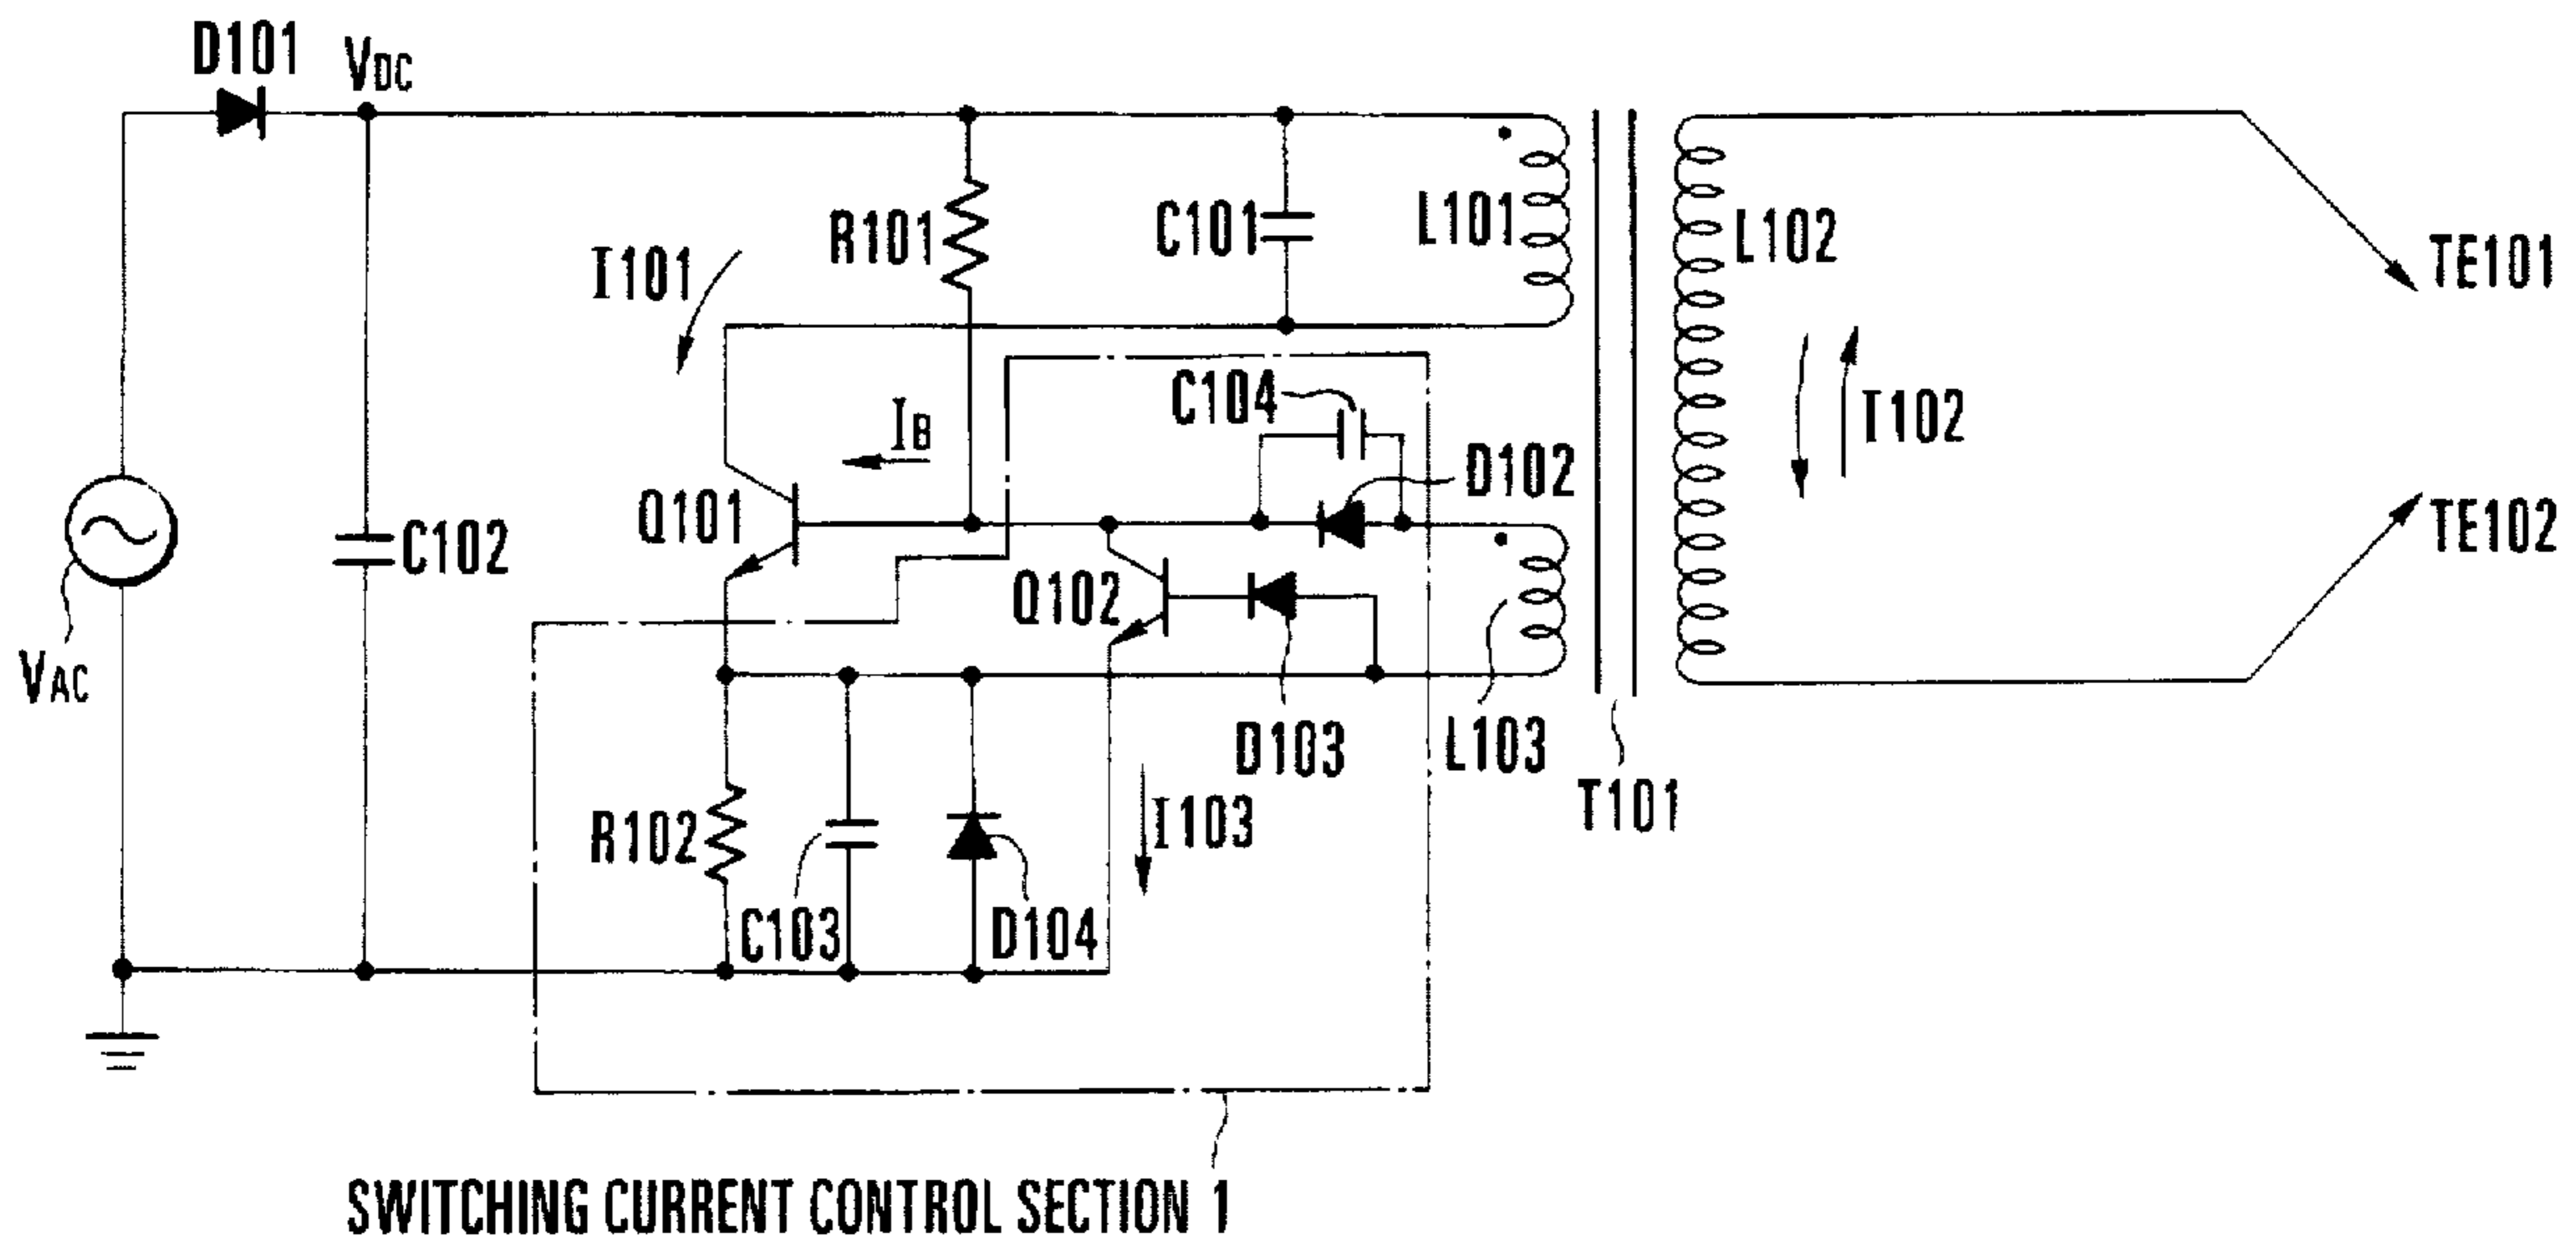 D101
VDC
R101
C101
L101
L102
TE101
I101
C104
IB
I102
D102
Q101
C102
Q102
TE102
VAC
D103
L103
T101
R102
C103
D104
I103
SWITCHING CURRENT CONTROL SECTION 1